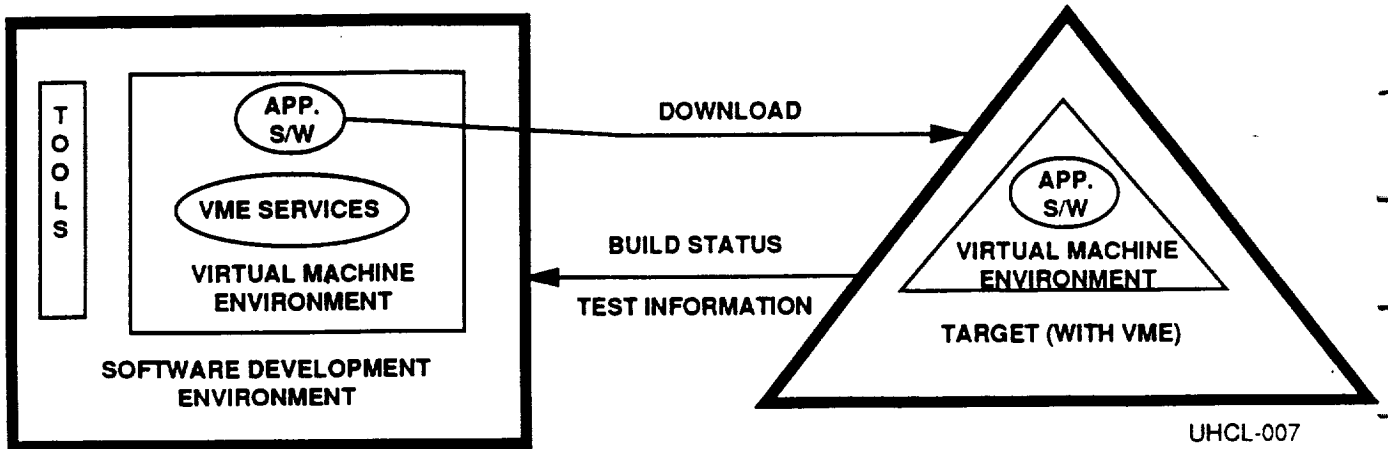 TOOLS
APP.
S/W
VME SERVICES
VIRTUAL MACHINE
ENVIRONMENT
SOFTWARE DEVELOPMENT
ENVIRONMENT
DOWNLOAD
BUILD STATUS
TEST INFORMATION
APP.
S/W
VIRTUAL MACHINE
ENVIRONMENT
TARGET (WITH VME)
UHCL-007